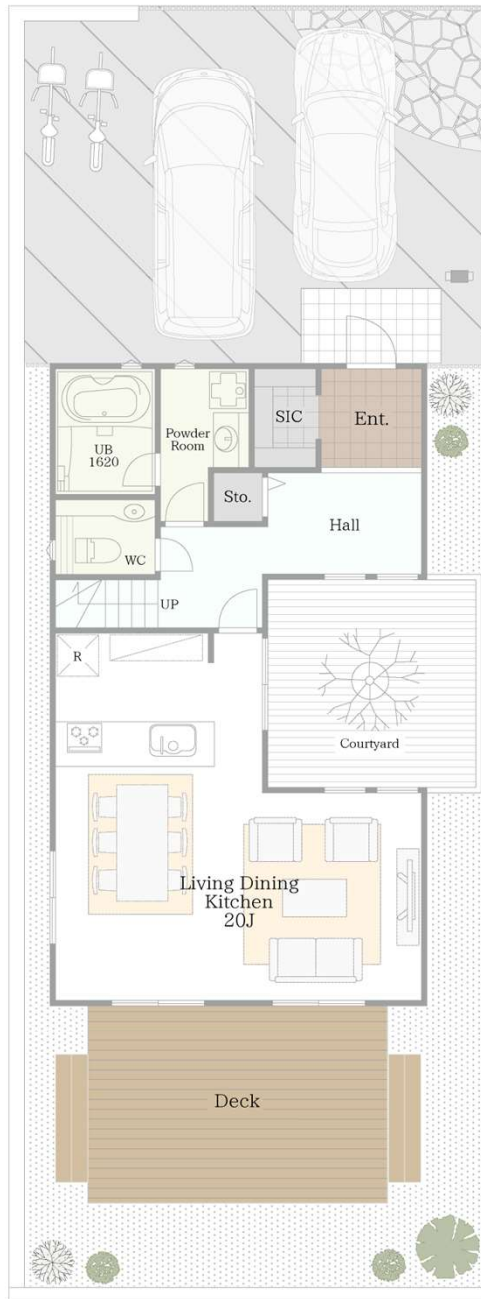 SIC
Ent.
UB
1620
Powder
Room
Sto.
Hall
WC
UP
R
Courtyard
Living Dining
Kitchen
20J
Deck